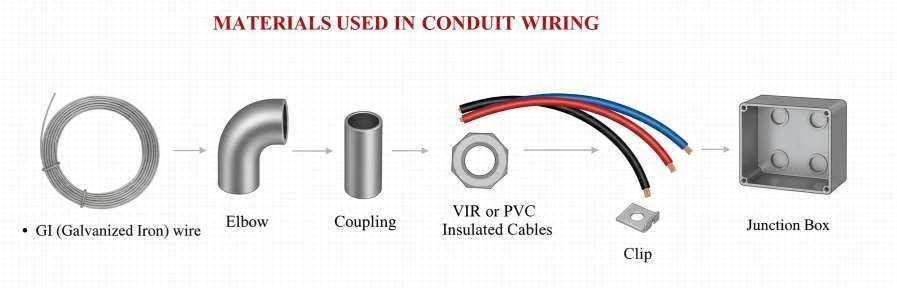 MATERIALS USED IN CONDUIT WIRING
• GI (Galvanized Iron) wire
Elbow
Coupling
VIR or PVC
Insulated Cables
Clip
Junction Box